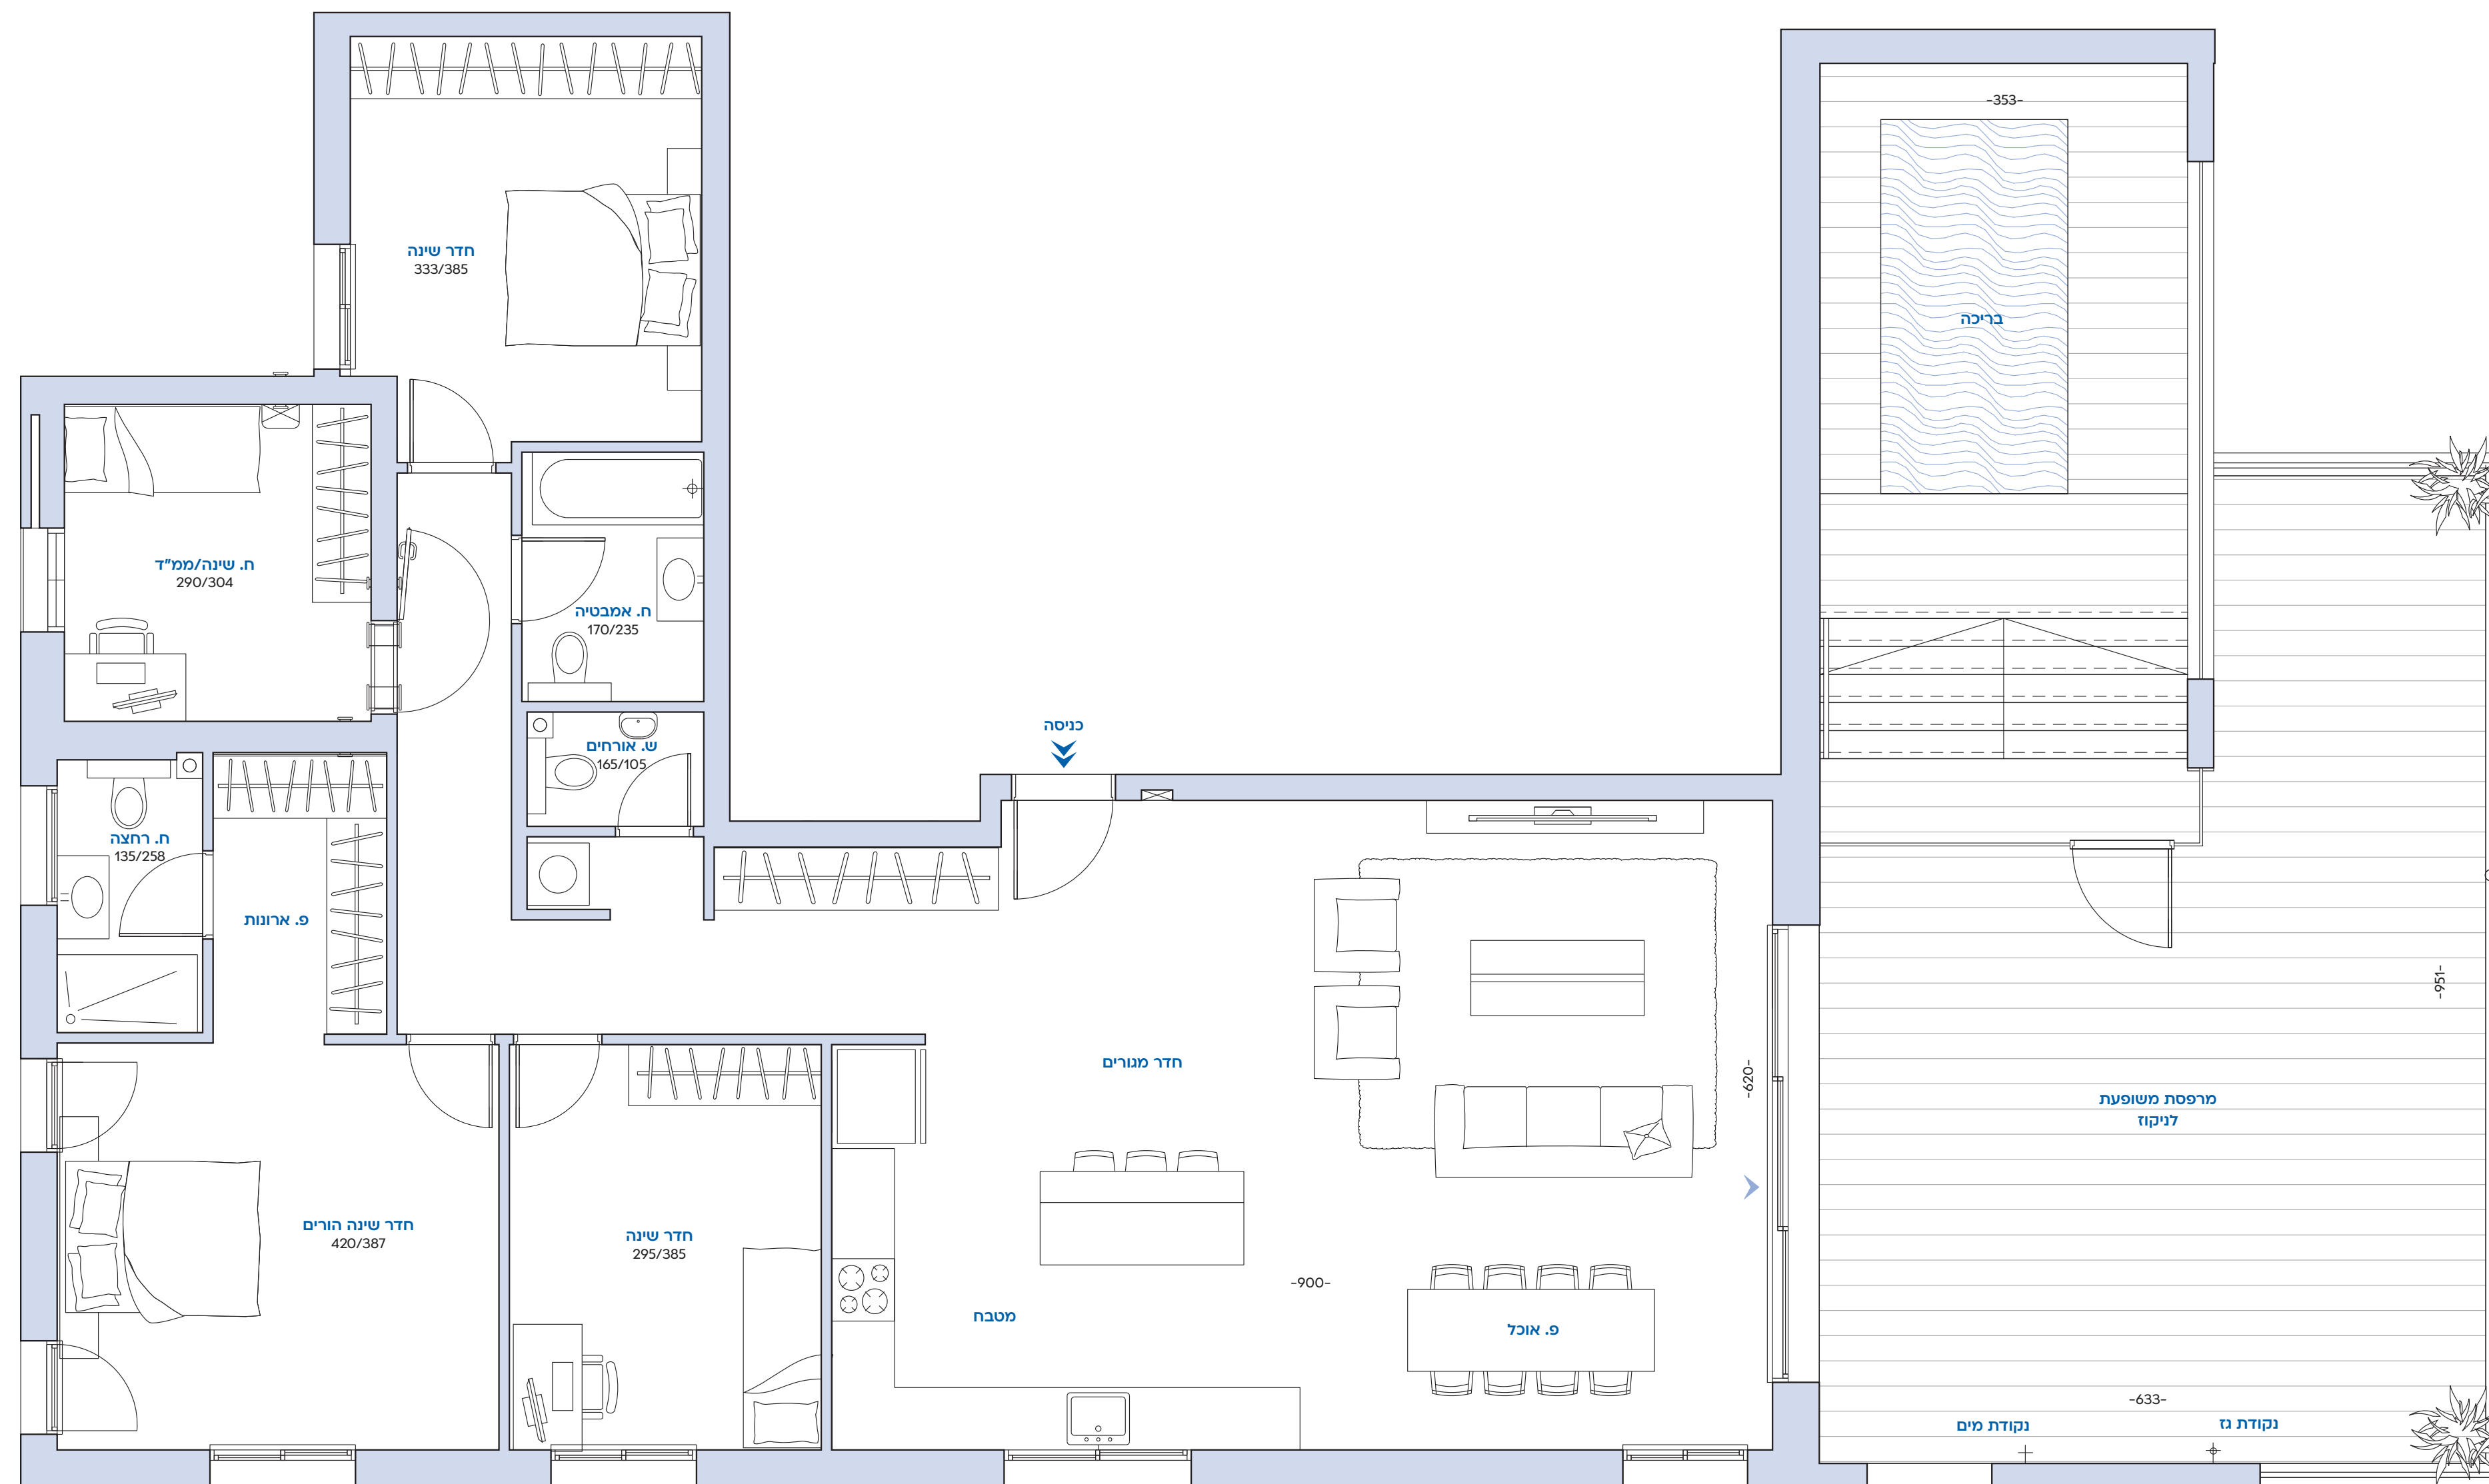 -353-
בריכה
חדר שינה
333/385
ח. שינה/ממ"ד
290/304
ח. אמבטיה
170/235
ש. אורחים
165/105
כניסה
ח. רחצה
135/258
פ. ארונות
חדר מגורים
-620-
-951-
מרפסת משופעת
לניקוז
חדר שינה הורים
420/387
חדר שינה
295/385
-900-
מטבח
פ. אוכל
-633-
נקודת גז
נקודת מים